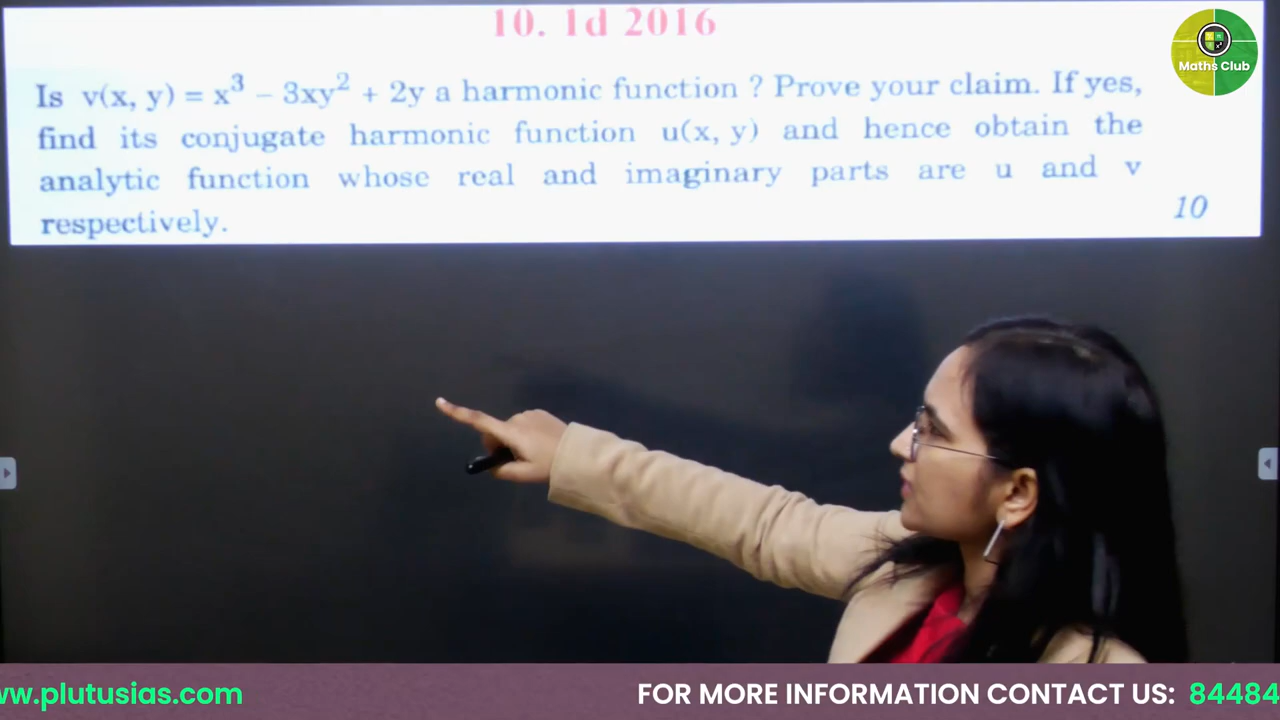 10. 1d 2016
Maths Club
Is v(x, y) = x³ – 3xy² + 2y a harmonic function ? Prove your claim. If yes,
find its conjugate harmonic function u(x, y) and hence obtain the
analytic function whose real and imaginary parts are u and v
respectively.
10
ww.plutusias.com
FOR MORE INFORMATION CONTACT US: 84484